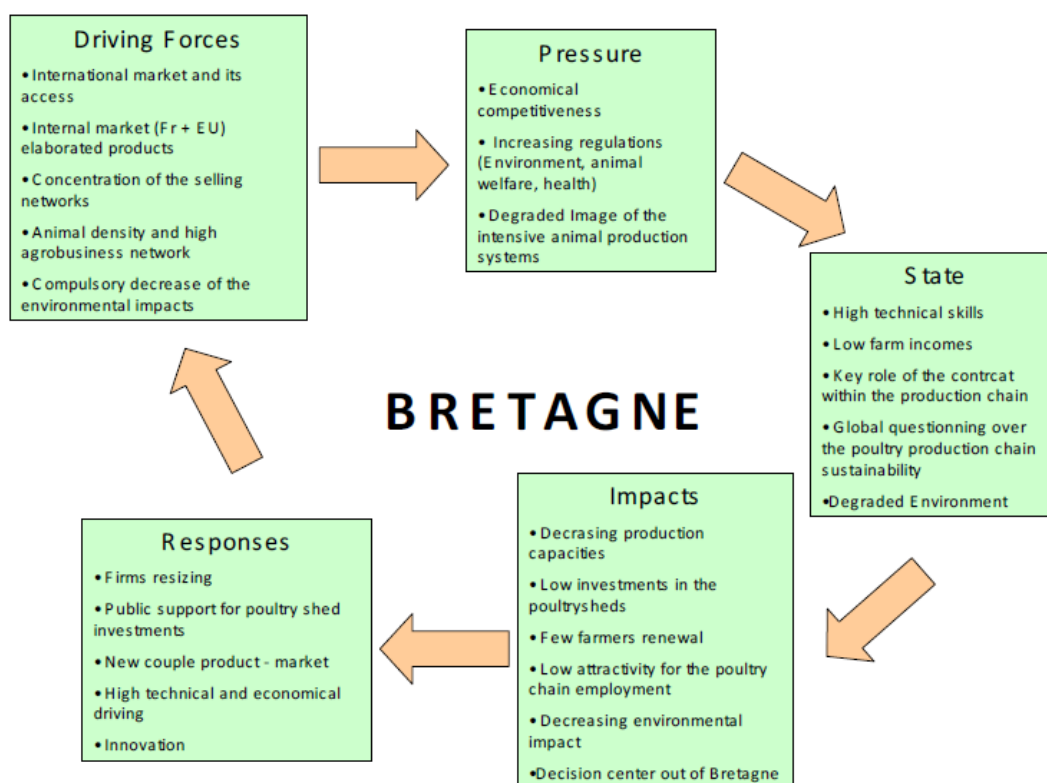 Driving Forces
• International market and its
access
• Internal market (Fr + EU)
elaborated products
• Concentration of the selling
networks
• Animal density and high
agrobusiness network
• Compulsory decrease of the
environmental impacts
Pressure
• Economical
competitiveness
• Increasing regulations
(Environment, animal
welfare, health)
• Degraded Image of the
intensive animal production
systems
State
• High technical skills
• Low farm incomes
• Key role of the contrcat
within the production chain
• Global questionning over
the poultry production chain
sustainability
•Degraded Environment
BRETAGNE
Impacts
• Decrasing production
capacities
• Low investments in the
poultrysheds
• Few farmers renewal
• Low attractivity for the poultry
chain employment
• Decreasing environmental
impact
•Decision center out of Bretagne
Responses
• Firms resizing
• Public support for poultry shed
investments
• New couple product - market
• High technical and economical
driving
• Innovation